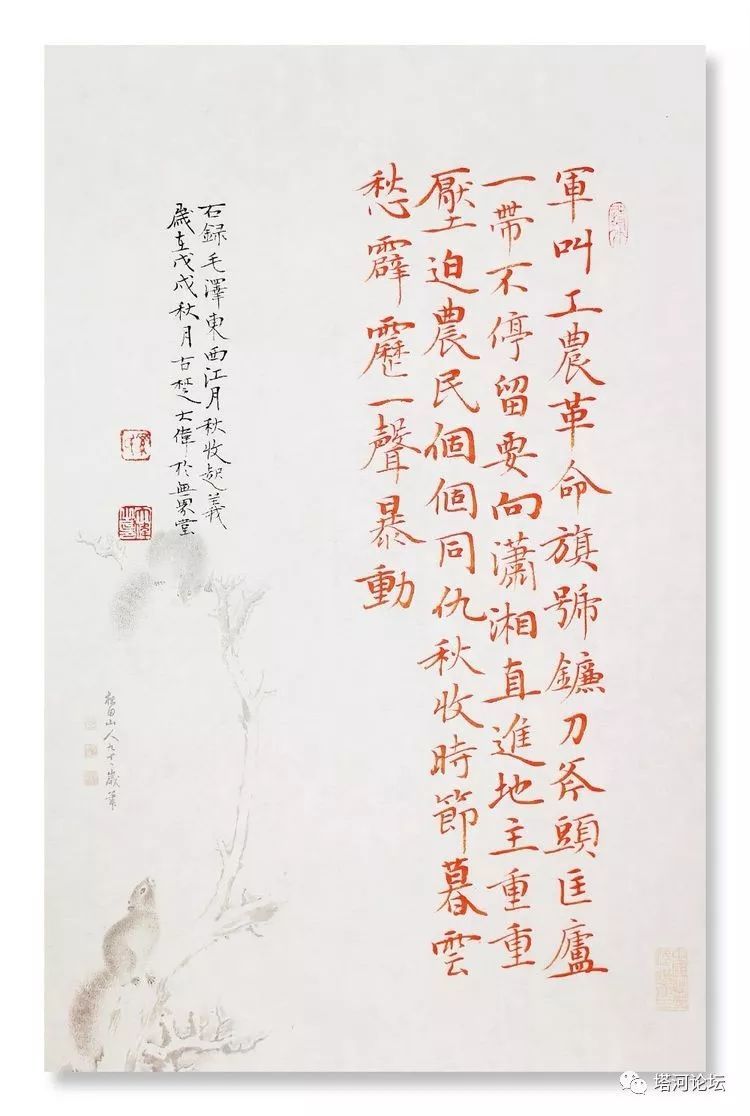 軍叫工農革命旗號鐮刀斧頭匡廬
一帶不停留要向瀟湘直進地主重重
壓迫農民個個同仇秋收時節暮雲
愁霹靂一聲暴動
右録毛澤東西江月秋收起義
歲在戊戌秋月古楚大偉於無界堂
山人九十二歲筆
塔河论坛